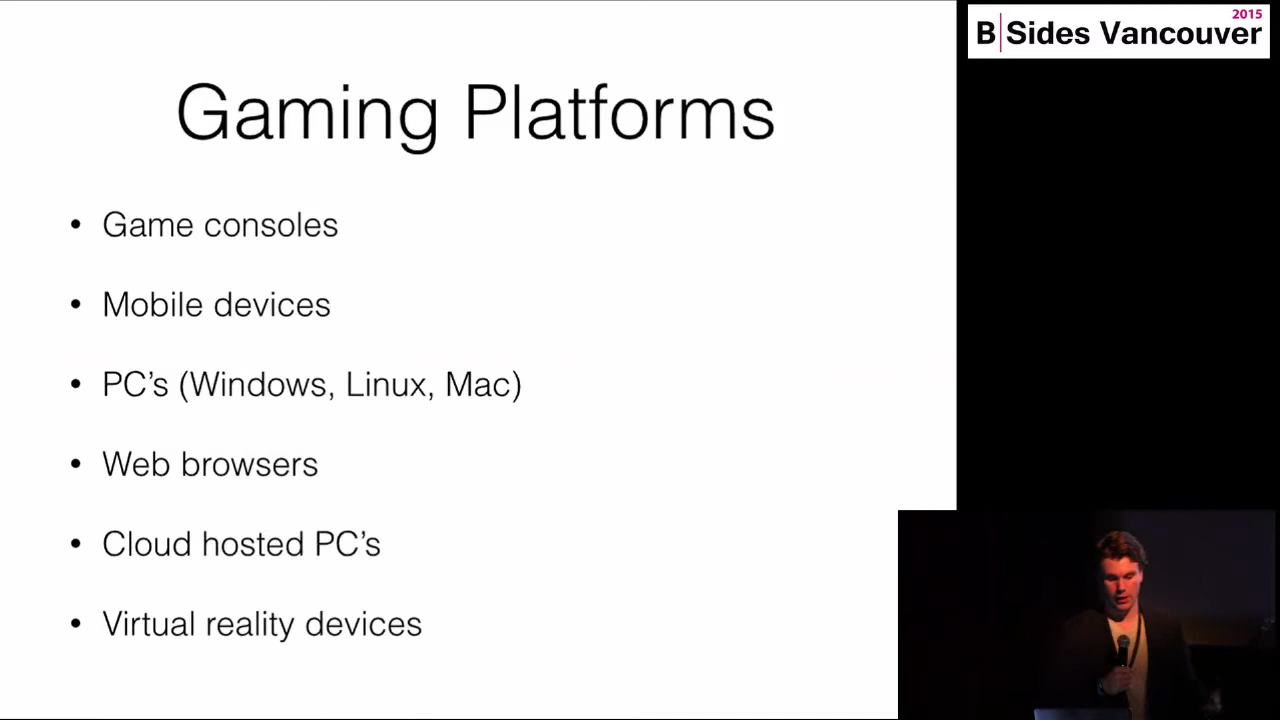 2015
B|Sides Vancouver
Gaming Platforms
• Game consoles
• Mobile devices
• PC’s (Windows, Linux, Mac)
• Web browsers
• Cloud hosted PC’s
• Virtual reality devices